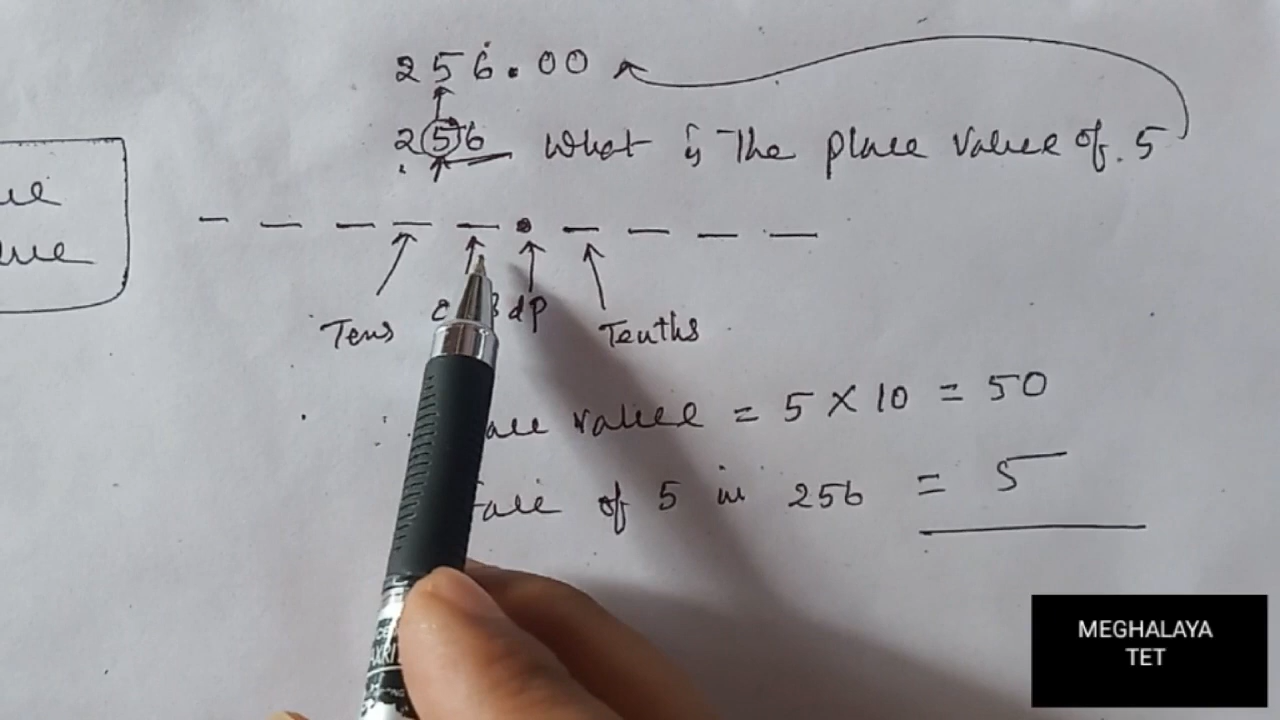 256.00
256 What is The place value of 5
Tens dp Tenths
value = 5 × 10 = 50
of 5 in 256 = 5
MEGHALAYA
TET